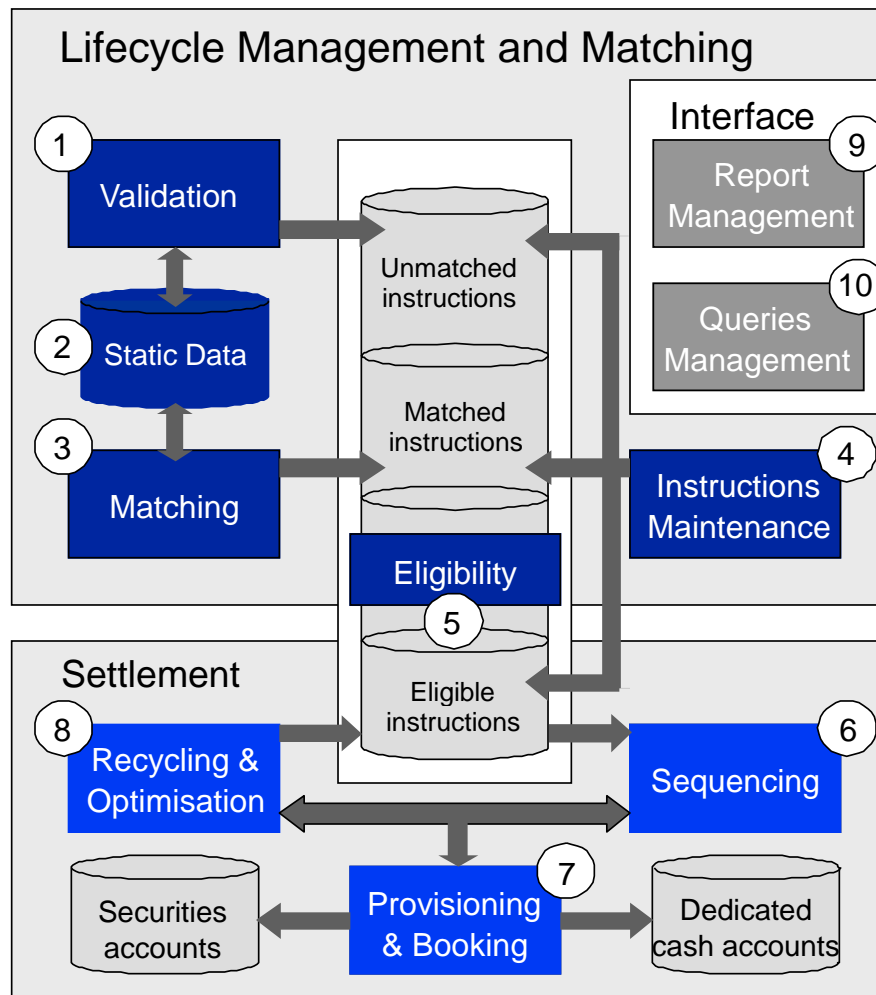 Lifecycle Management and Matching
Interface
1
Validation
9
Report
Management
Unmatched
instructions
10
Queries
Management
2
Static Data
Matched
instructions
3
Matching
4
Instructions
Maintenance
Eligibility
5
Settlement
Eligible
instructions
8
Recycling &
Optimisation
6
Sequencing
7
Provisioning
& Booking
Securities
accounts
Dedicated
cash accounts